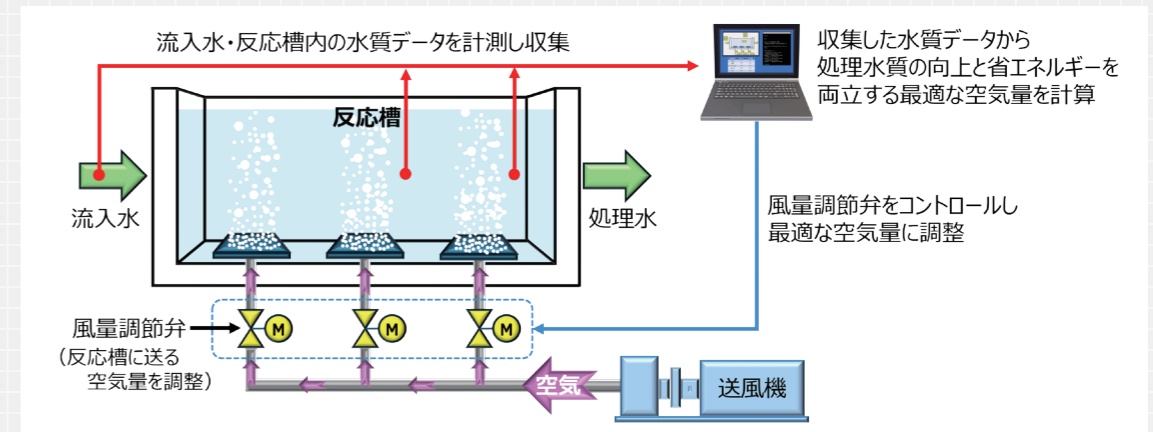 流入水・反応槽内の水質データを計測し収集
収集した水質データから
処理水質の向上と省エネルギーを
両立する最適な空気量を計算
反応槽
流入水
処理水
風量調節弁をコントロールし
最適な空気量に調整
風量調節弁
（反応槽に送る
空気量を調整）
M
M
M
空気
送風機